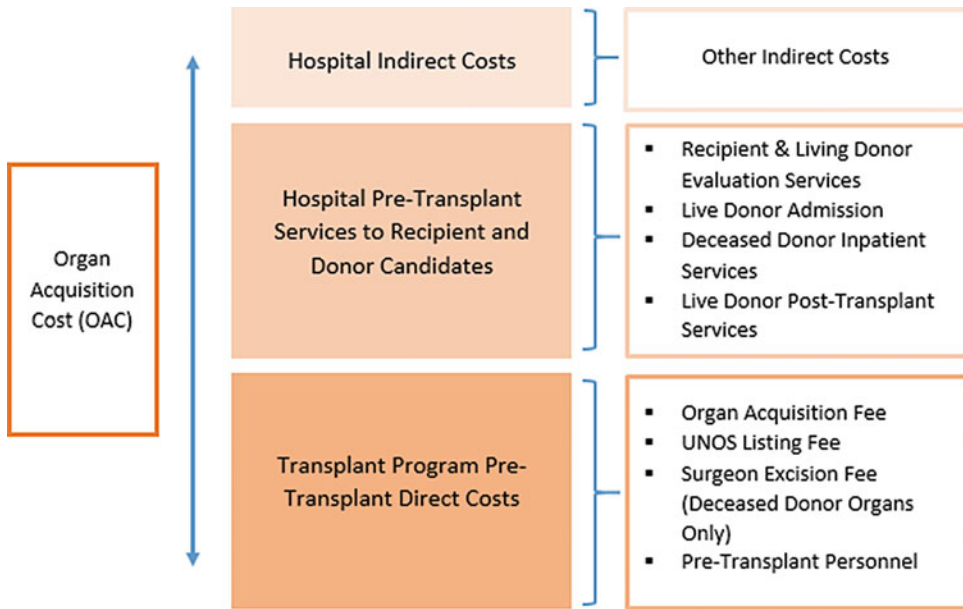 Organ
Acquisition
Cost (OAC)
Hospital Indirect Costs
Other Indirect Costs
Hospital Pre-Transplant
Services to Recipient and
Donor Candidates
▪ Recipient & Living Donor
Evaluation Services
▪ Live Donor Admission
▪ Deceased Donor Inpatient
Services
▪ Live Donor Post-Transplant
Services
Transplant Program Pre-
Transplant Direct Costs
▪ Organ Acquisition Fee
▪ UNOS Listing Fee
▪ Surgeon Excision Fee
(Deceased Donor Organs
Only)
▪ Pre-Transplant Personnel